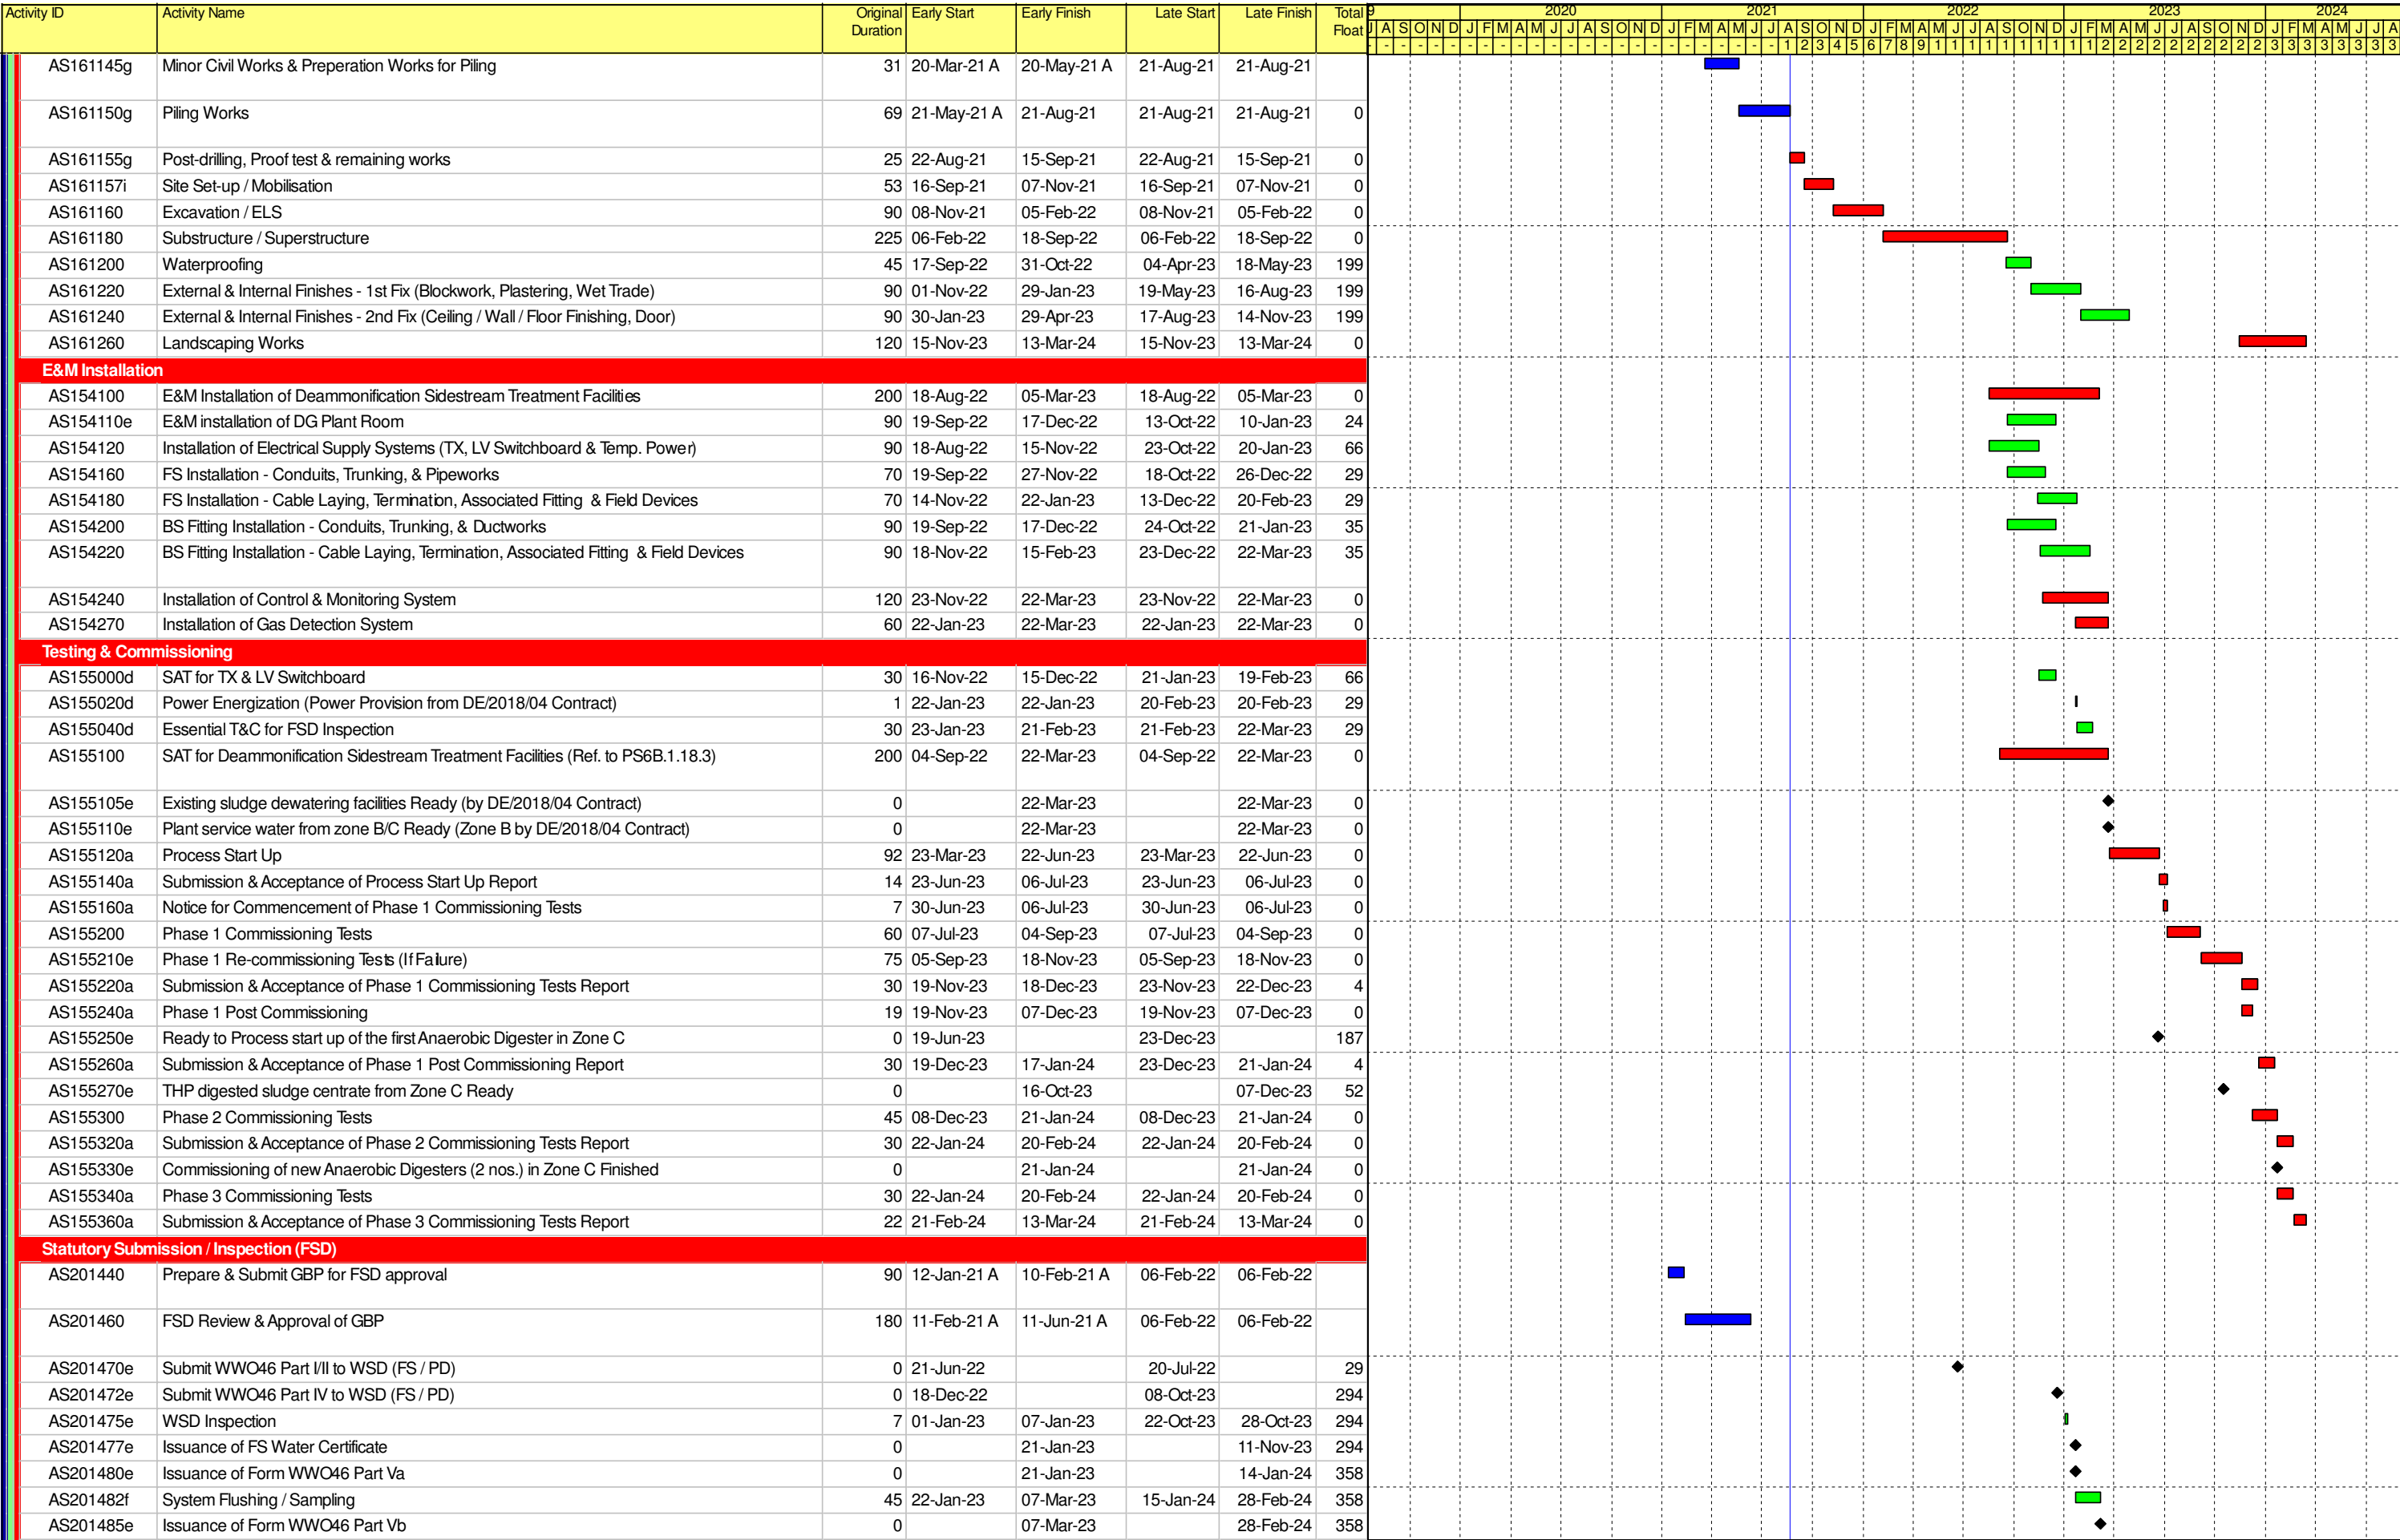 Activity ID Activity Name Original Duration Early Start Early Finish Late Start Late Finish Total Float
9 2020 2021 2022 2023 2024
J A S O N D J F M A M J J A S O N D J F M A M J J A S O N D J F M A M J J A S O N D J F M A M J J A S O N D J F M A M J J A
- - - - - - - - - - - - - - - - - - - - - - - - - 1 2 3 4 5 6 7 8 9 1 1 1 1 1 1 1 1 1 1 2 2 2 2 2 2 2 2 2 2 3 3 3 3 3 3 3 3
AS161145g Minor Civil Works & Preperation Works for Piling 31 20-Mar-21 A 20-May-21 A 21-Aug-21 21-Aug-21
AS161150g Piling Works 69 21-May-21 A 21-Aug-21 21-Aug-21 21-Aug-21 0
AS161155g Post-drilling, Proof test & remaining works 25 22-Aug-21 15-Sep-21 22-Aug-21 15-Sep-21 0
AS161157i Site Set-up / Mobilisation 53 16-Sep-21 07-Nov-21 16-Sep-21 07-Nov-21 0
AS161160 Excavation / ELS 90 08-Nov-21 05-Feb-22 08-Nov-21 05-Feb-22 0
AS161180 Substructure / Superstructure 225 06-Feb-22 18-Sep-22 06-Feb-22 18-Sep-22 0
AS161200 Waterproofing 45 17-Sep-22 31-Oct-22 04-Apr-23 18-May-23 199
AS161220 External & Internal Finishes - 1st Fix (Blockwork, Plastering, Wet Trade) 90 01-Nov-22 29-Jan-23 19-May-23 16-Aug-23 199
AS161240 External & Internal Finishes - 2nd Fix (Ceiling / Wall / Floor Finishing, Door) 90 30-Jan-23 29-Apr-23 17-Aug-23 14-Nov-23 199
AS161260 Landscaping Works 120 15-Nov-23 13-Mar-24 15-Nov-23 13-Mar-24 0
E&M Installation
AS154100 E&M Installation of Deammonification Sidestream Treatment Facilities 200 18-Aug-22 05-Mar-23 18-Aug-22 05-Mar-23 0
AS154110e E&M installation of DG Plant Room 90 19-Sep-22 17-Dec-22 13-Oct-22 10-Jan-23 24
AS154120 Installation of Electrical Supply Systems (TX, LV Switchboard & Temp. Power) 90 18-Aug-22 15-Nov-22 23-Oct-22 20-Jan-23 66
AS154160 FS Installation - Conduits, Trunking, & Pipeworks 70 19-Sep-22 27-Nov-22 18-Oct-22 26-Dec-22 29
AS154180 FS Installation - Cable Laying, Termination, Associated Fitting & Field Devices 70 14-Nov-22 22-Jan-23 13-Dec-22 20-Feb-23 29
AS154200 BS Fitting Installation - Conduits, Trunking, & Ductworks 90 19-Sep-22 17-Dec-22 24-Oct-22 21-Jan-23 35
AS154220 BS Fitting Installation - Cable Laying, Termination, Associated Fitting & Field Devices 90 18-Nov-22 15-Feb-23 23-Dec-22 22-Mar-23 35
AS154240 Installation of Control & Monitoring System 120 23-Nov-22 22-Mar-23 23-Nov-22 22-Mar-23 0
AS154270 Installation of Gas Detection System 60 22-Jan-23 22-Mar-23 22-Jan-23 22-Mar-23 0
Testing & Commissioning
AS155000d SAT for TX & LV Switchboard 30 16-Nov-22 15-Dec-22 21-Jan-23 19-Feb-23 66
AS155020d Power Energization (Power Provision from DE/2018/04 Contract) 1 22-Jan-23 22-Jan-23 20-Feb-23 20-Feb-23 29
AS155040d Essential T&C for FSD Inspection 30 23-Jan-23 21-Feb-23 21-Feb-23 22-Mar-23 29
AS155100 SAT for Deammonification Sidestream Treatment Facilities (Ref. to PS6B.1.18.3) 200 04-Sep-22 22-Mar-23 04-Sep-22 22-Mar-23 0
AS155105e Existing sludge dewatering facilities Ready (by DE/2018/04 Contract) 0 22-Mar-23 22-Mar-23 0
AS155110e Plant service water from zone B/C Ready (Zone B by DE/2018/04 Contract) 0 22-Mar-23 22-Mar-23 0
AS155120a Process Start Up 92 23-Mar-23 22-Jun-23 23-Mar-23 22-Jun-23 0
AS155140a Submission & Acceptance of Process Start Up Report 14 23-Jun-23 06-Jul-23 23-Jun-23 06-Jul-23 0
AS155160a Notice for Commencement of Phase 1 Commissioning Tests 7 30-Jun-23 06-Jul-23 30-Jun-23 06-Jul-23 0
AS155200 Phase 1 Commissioning Tests 60 07-Jul-23 04-Sep-23 07-Jul-23 04-Sep-23 0
AS155210e Phase 1 Re-commissioning Tests (If Failure) 75 05-Sep-23 18-Nov-23 05-Sep-23 18-Nov-23 0
AS155220a Submission & Acceptance of Phase 1 Commissioning Tests Report 30 19-Nov-23 18-Dec-23 23-Nov-23 22-Dec-23 4
AS155240a Phase 1 Post Commissioning 19 19-Nov-23 07-Dec-23 19-Nov-23 07-Dec-23 0
AS155250e Ready to Process start up of the first Anaerobic Digester in Zone C 0 19-Jun-23 23-Dec-23 187
AS155260a Submission & Acceptance of Phase 1 Post Commissioning Report 30 19-Dec-23 17-Jan-24 23-Dec-23 21-Jan-24 4
AS155270e THP digested sludge centrate from Zone C Ready 0 16-Oct-23 07-Dec-23 52
AS155300 Phase 2 Commissioning Tests 45 08-Dec-23 21-Jan-24 08-Dec-23 21-Jan-24 0
AS155320a Submission & Acceptance of Phase 2 Commissioning Tests Report 30 22-Jan-24 20-Feb-24 22-Jan-24 20-Feb-24 0
AS155330e Commissioning of new Anaerobic Digesters (2 nos.) in Zone C Finished 0 21-Jan-24 21-Jan-24 0
AS155340a Phase 3 Commissioning Tests 30 22-Jan-24 20-Feb-24 22-Jan-24 20-Feb-24 0
AS155360a Submission & Acceptance of Phase 3 Commissioning Tests Report 22 21-Feb-24 13-Mar-24 21-Feb-24 13-Mar-24 0
Statutory Submission / Inspection (FSD)
AS201440 Prepare & Submit GBP for FSD approval 90 12-Jan-21 A 10-Feb-21 A 06-Feb-22 06-Feb-22
AS201460 FSD Review & Approval of GBP 180 11-Feb-21 A 11-Jun-21 A 06-Feb-22 06-Feb-22
AS201470e Submit WWO46 Part I/II to WSD (FS / PD) 0 21-Jun-22 20-Jul-22 29
AS201472e Submit WWO46 Part IV to WSD (FS / PD) 0 18-Dec-22 08-Oct-23 294
AS201475e WSD Inspection 7 01-Jan-23 07-Jan-23 22-Oct-23 28-Oct-23 294
AS201477e Issuance of FS Water Certificate 0 21-Jan-23 11-Nov-23 294
AS201480e Issuance of Form WWO46 Part Va 0 21-Jan-23 14-Jan-24 358
AS201482f System Flushing / Sampling 45 22-Jan-23 07-Mar-23 15-Jan-24 28-Feb-24 358
AS201485e Issuance of Form WWO46 Part Vb 0 07-Mar-23 28-Feb-24 358